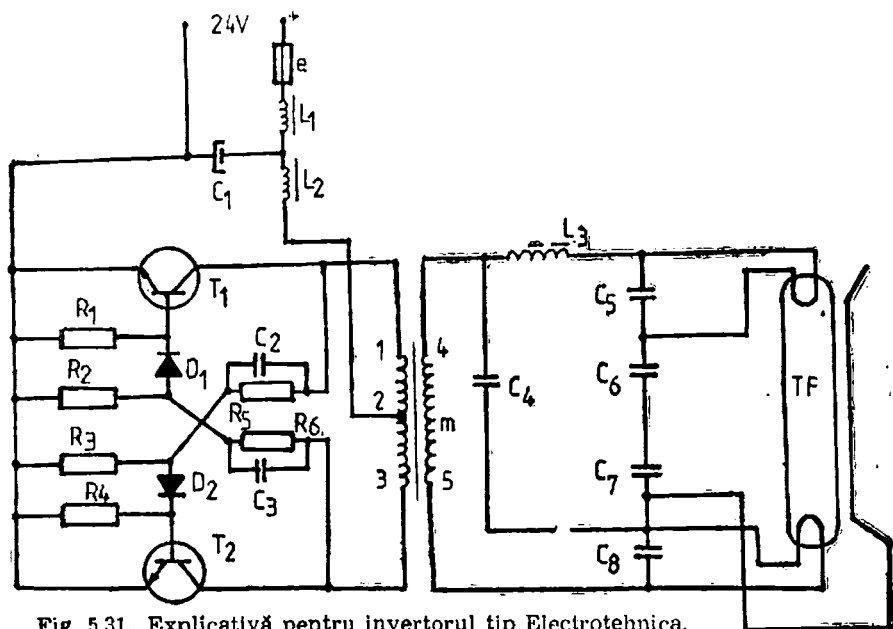 24V
+
e
L1
C1
L2
L3
T1
C5
R1
C2
1
4
D1
C4
C6
TF
R2
2
R5
R6
m
R3
D2
3
5
C7
C3
R4
T2
C8
Fig. 5.31. Explicativă pentru invertorul tip Electrotehnica.